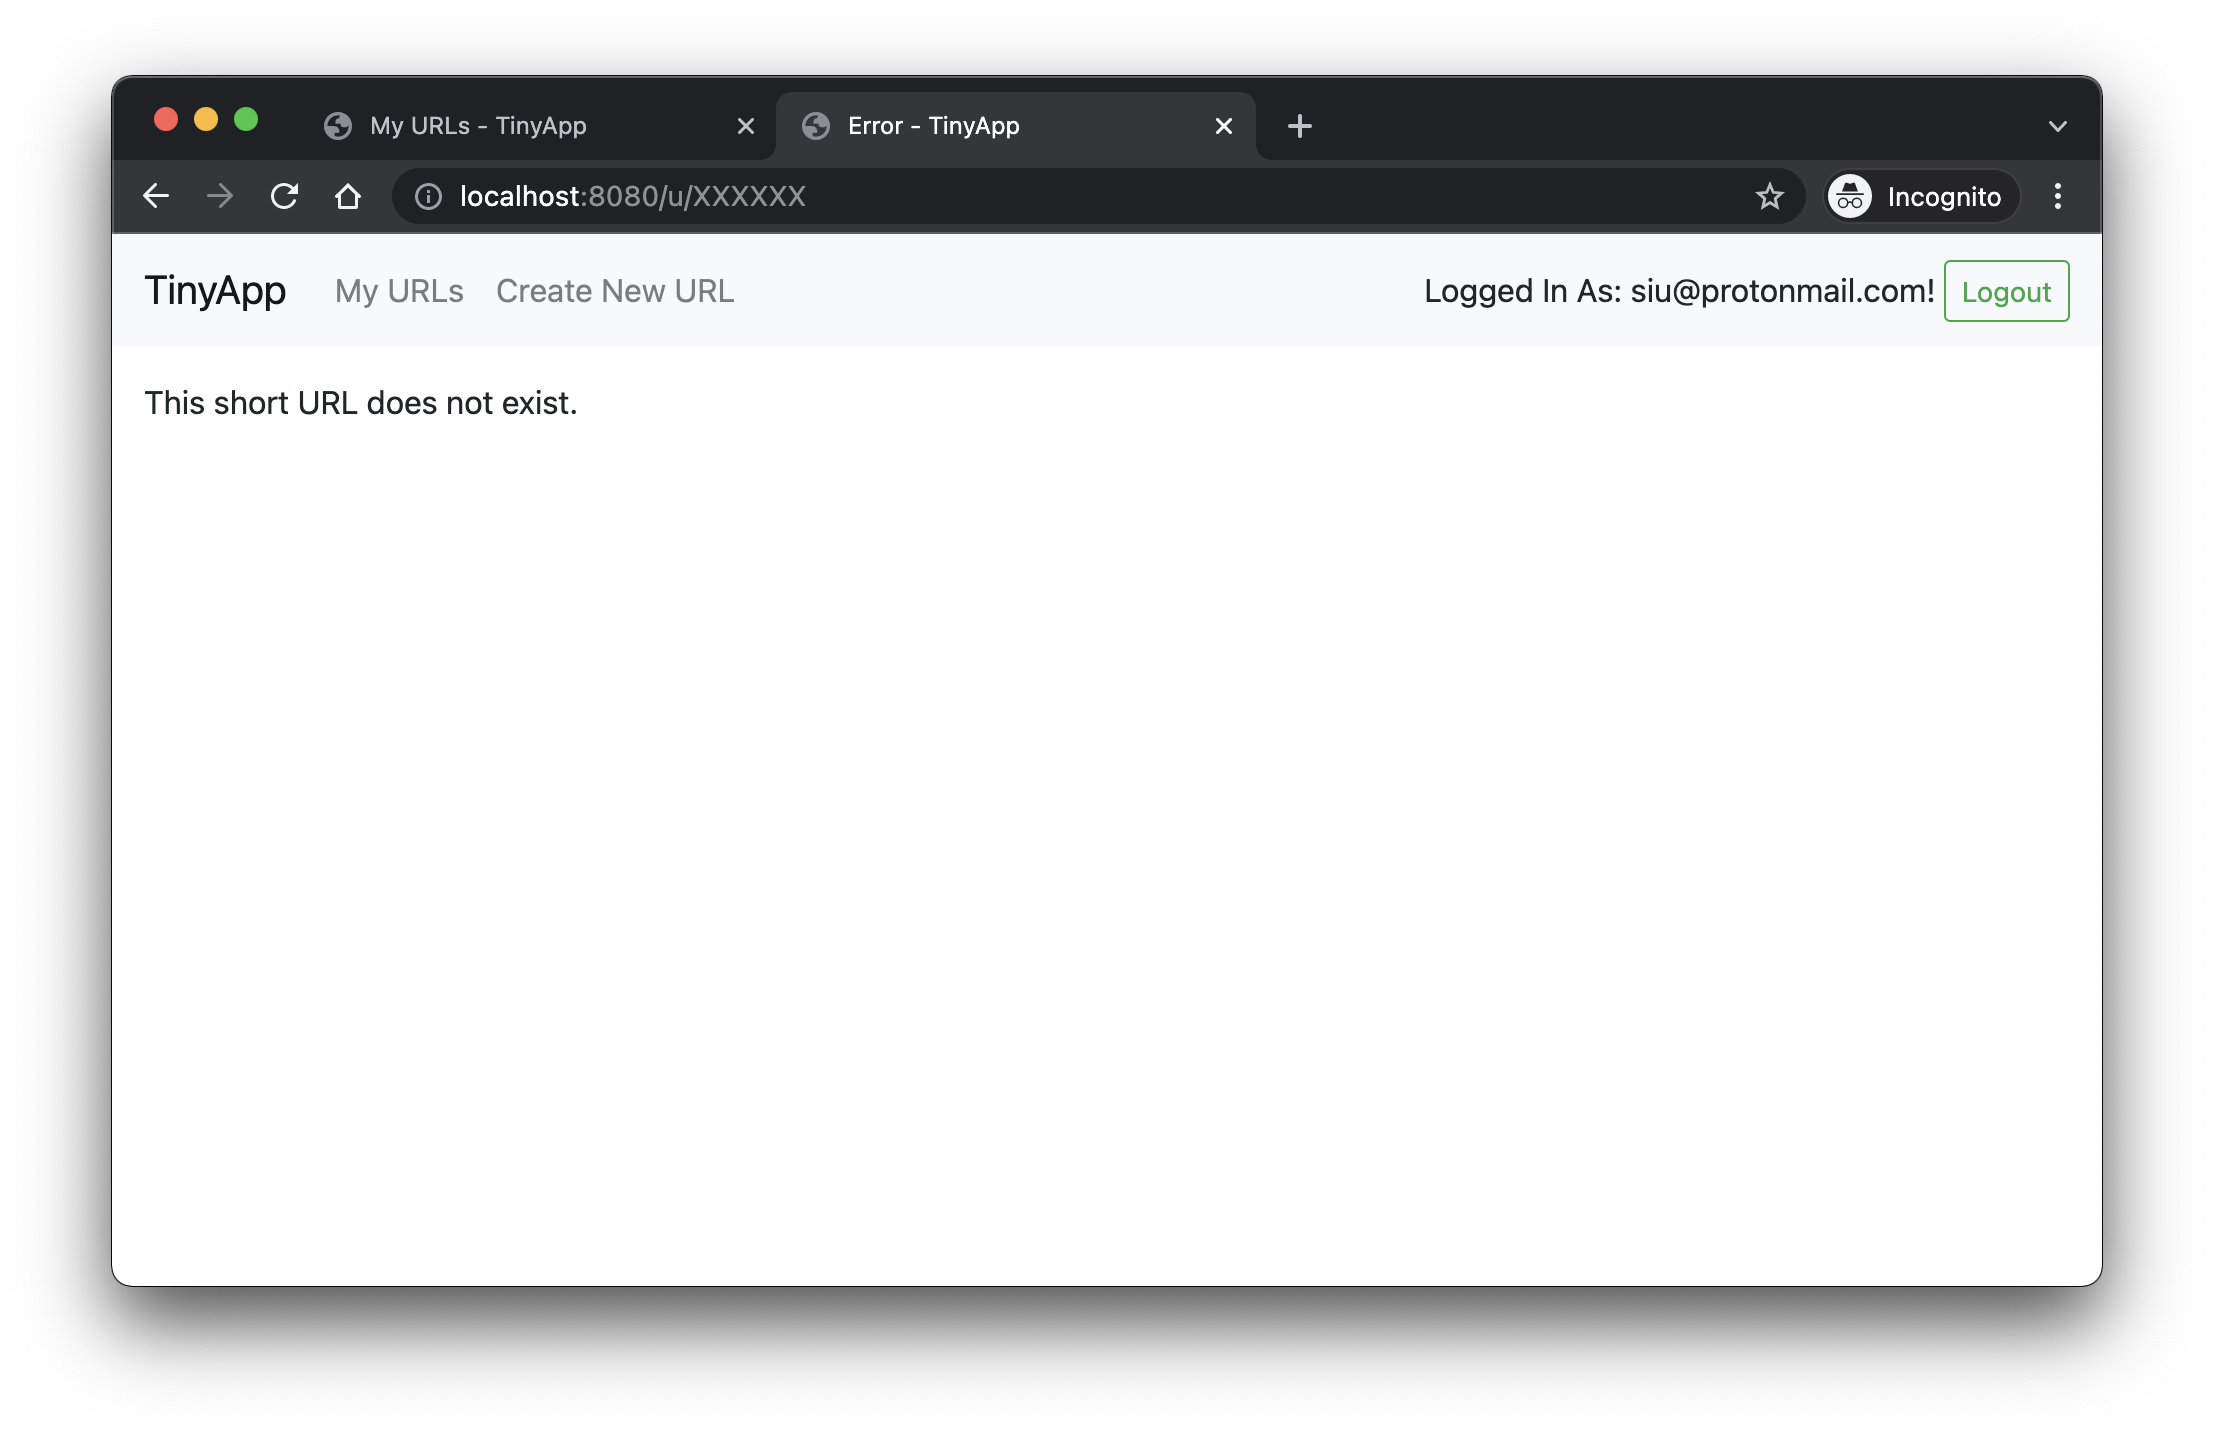 My URLs - TinyApp
Error - TinyApp
localhost:8080/u/XXXXXX
Incognito
TinyApp My URLs Create New URL Logged In As: siu@protonmail.com! Logout
This short URL does not exist.